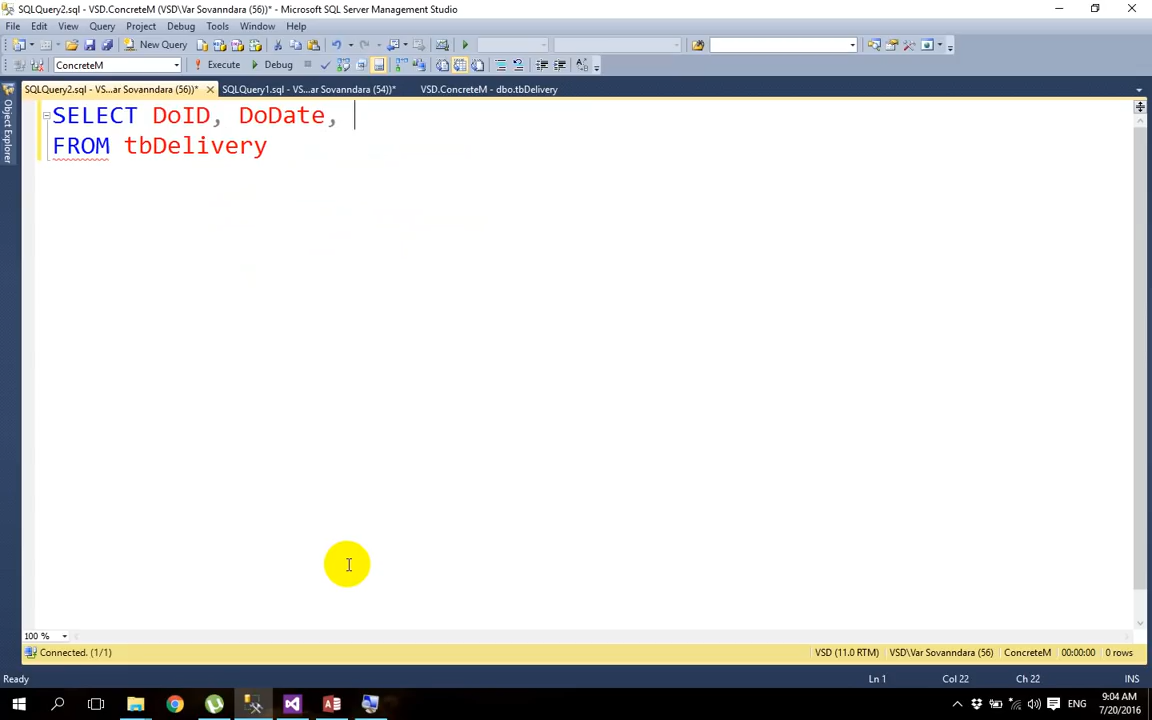 SQLQuery2.sql - VSD.ConcreteM (VSD\Var Sovanndara (56))* - Microsoft SQL Server Management Studio
File Edit View Query Project Debug Tools Window Help
New Query
ConcreteM Execute Debug
SQLQuery2.sql - VS...ar Sovanndara (56))* SQLQuery1.sql - VS...ar Sovanndara (54))* VSD.ConcreteM - dbo.tbDelivery
Object Explorer
SELECT DoID, DoDate,
FROM tbDelivery
100 %
Connected. (1/1) VSD (11.0 RTM) VSD\Var Sovanndara (56) ConcreteM 00:00:00 0 rows
Ready Ln 1 Col 22 Ch 22 INS
ENG 9:04 AM
7/20/2016